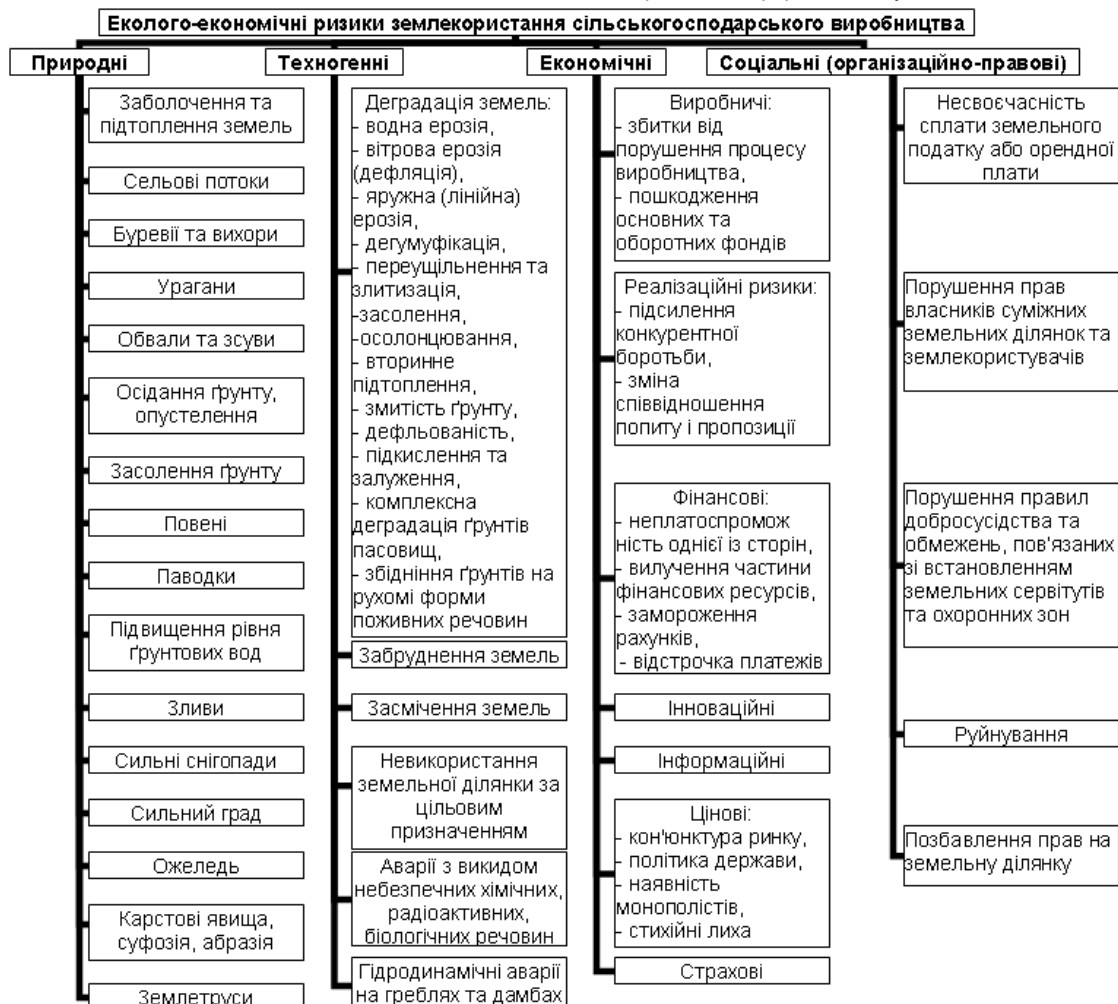 Еколого-економічні ризики землекористання сільськогосподарського виробництва
Природні
Заболочення та
підтоплення земель
Сельові потоки
Буревії та вихори
Урагани
Обвали та зсуви
Осідання ґрунту,
опустелення
Засолення ґрунту
Повені
Паводки
Підвищення рівня
ґрунтових вод
Зливи
Сильні снігопади
Сильний град
Ожеледь
Карстові явища,
суфозія, абразія
Землетруси
Техногенні
Деградація земель:
- водна ерозія,
- вітрова ерозія
(дефляція),
- яружна (лінійна)
ерозія,
- дегумуфікація,
- переущільнення та
злитизація,
-засолення,
-осолонцювання,
- вторинне
підтоплення,
- змитість ґрунту,
- дефльованість,
- підкислення та
залуження,
- комплексна
деградація ґрунтів
пасовищ,
- збідніння ґрунтів на
рухомі форми
поживних речовин
Забруднення земель
Засмічення земель
Невикористання
земельної ділянки за
цільовим
призначенням
Аварії з викидом
небезпечних хімічних,
радіоактивних,
біологічних речовин
Гідродинамічні аварії
на греблях та дамбах
Економічні
Виробничі:
- збитки від
порушення процесу
виробництва,
- пошкодження
основних та
оборотних фондів
Реалізаційні ризики:
- підсилення
конкурентної
боротьби,
- зміна
співвідношення
попиту і пропозиції
Фінансові:
- неплатоспромож
ність однієї із сторін,
- вилучення частини
фінансових ресурсів,
- замороження
рахунків,
- відстрочка платежів
Інноваційні
Інформаційні
Цінові:
- кон'юнктура ринку,
- політика держави,
- наявність
монополістів,
- стихійні лиха
Страхові
Соціальні (організаційно-правові)
Несвоєчасність
сплати земельного
податку або орендної
плати
Порушення прав
власників суміжних
земельних ділянок та
землекористувачів
Порушення правил
добросусідства та
обмежень, пов'язаних
зі встановленням
земельних сервітутів
та охоронних зон
Руйнування
Позбавлення прав на
земельну ділянку